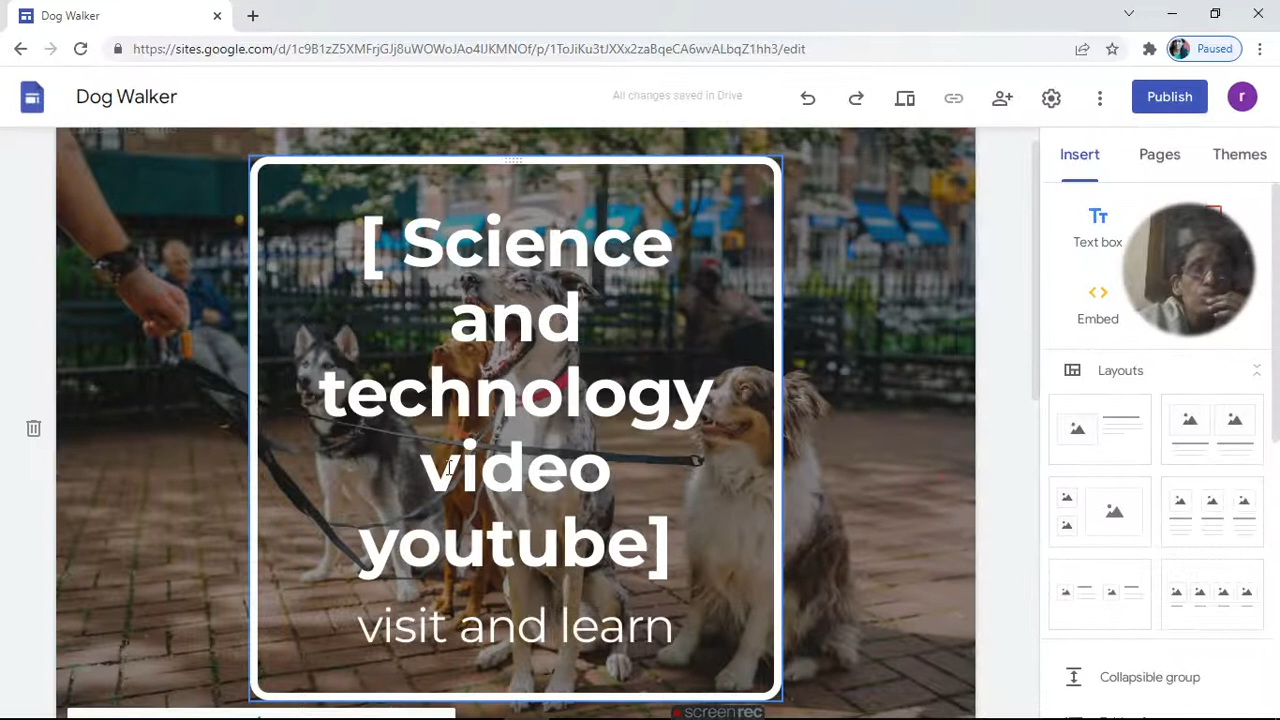 Dog Walker
https://sites.google.com/d/1c9B1zZ5XMFrjGJj8uWOWoJAo4IJKMNOf/p/1ToJiKu3tJXXx2zaBqeCA6wvALbqZ1hh3/edit
Paused
Dog Walker
All changes saved in Drive
Publish
r
Insert
Pages
Themes
[ Science
and
technology
video
youtube]
visit and learn
Text box
Embed
Layouts
Collapsible group
screenrec